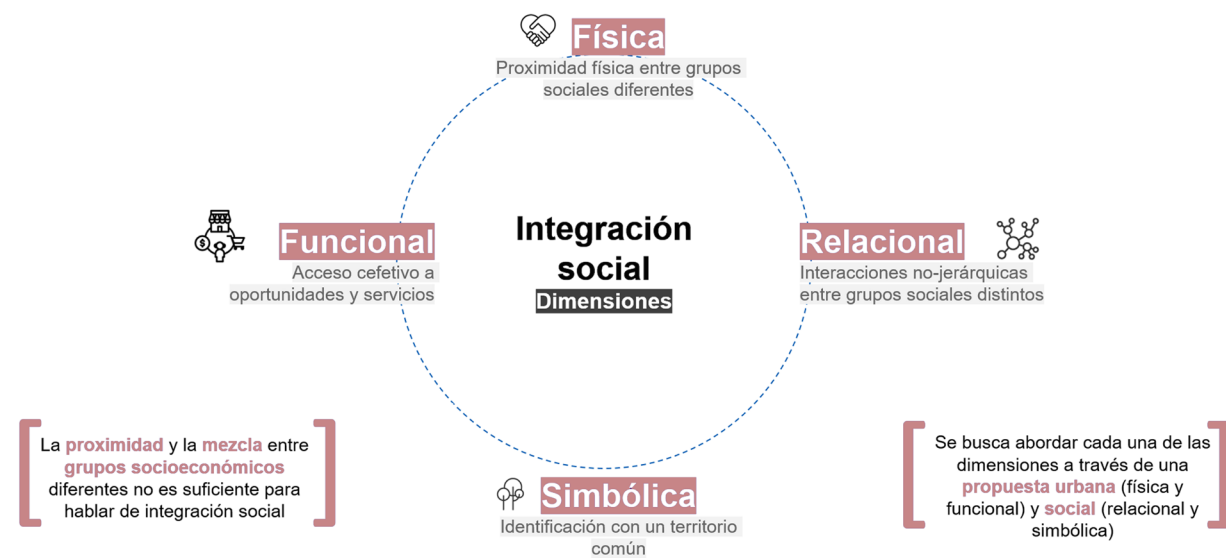 Física
Proximidad física entre grupos
sociales diferentes
Funcional
Acceso cefetivo a
oportunidades y servicios
Integración
social
Dimensiones
Relacional
Interacciones no-jerárquicas
entre grupos sociales distintos
La proximidad y la mezcla entre
grupos socioeconómicos
diferentes no es suficiente para
hablar de integración social
Simbólica
Identificación con un territorio
común
Se busca abordar cada una de las
dimensiones a través de una
propuesta urbana (física y
funcional) y social (relacional y
simbólica)